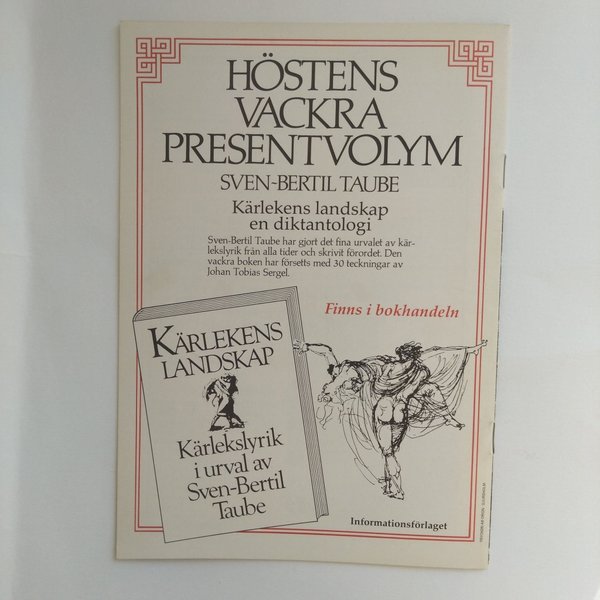 HÖSTENS
VACKRA
PRESENTVOLYM
SVEN-BERTIL TAUBE
Kärlekens landskap
en diktantologi
Sven-Bertil Taube har gjort det fina urvalet av kär-
lekslyrik från alla tider och skrivit förordet. Den
vackra boken har försetts med 30 teckningar av
Johan Tobias Sergel.
Finns i bokhandeln
KÄRLEKENS
LANDSKAP
Kärlekslyrik
i urval av
Sven-Bertil
Taube
Informationsförlaget